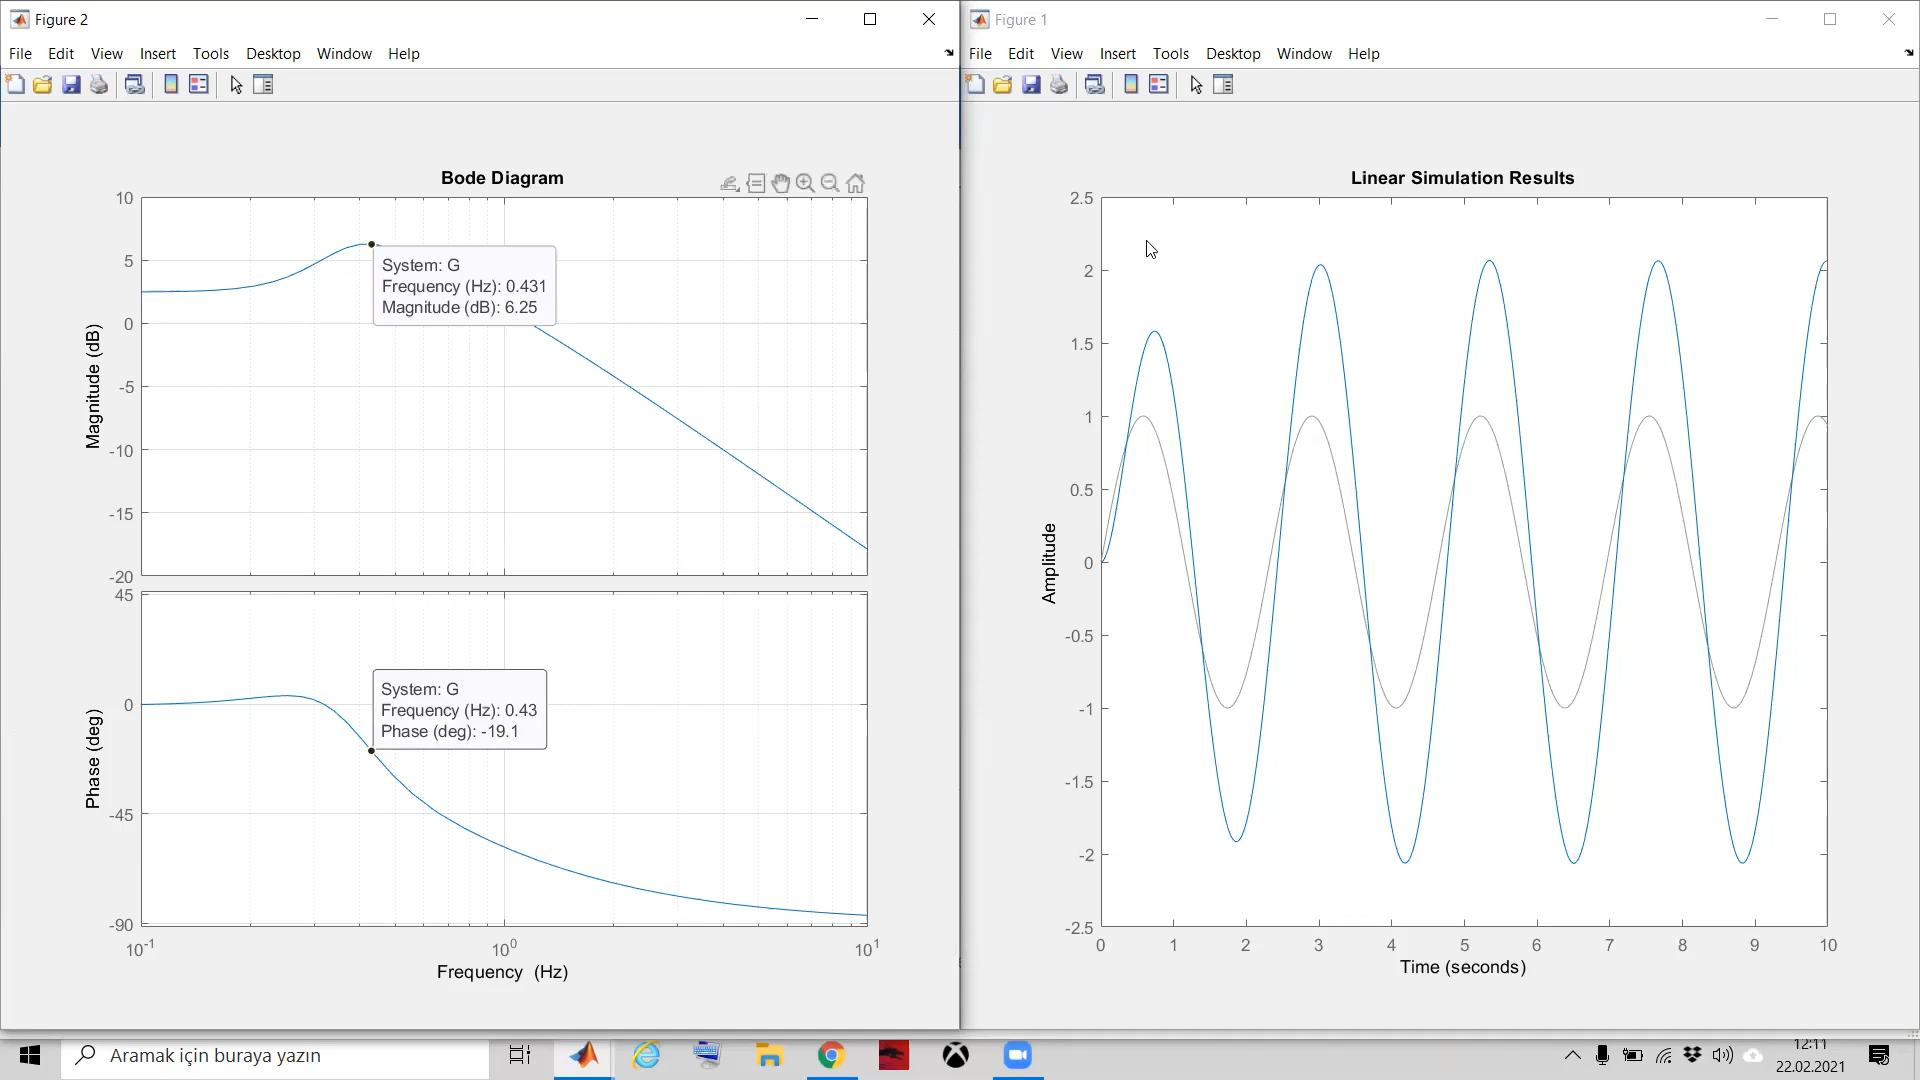 Figure 2
File Edit View Insert Tools Desktop Window Help
Bode Diagram
10
5
0
-5
-10
-15
-20
Magnitude (dB)
System: G
Frequency (Hz): 0.431
Magnitude (dB): 6.25
45
0
-45
-90
Phase (deg)
System: G
Frequency (Hz): 0.43
Phase (deg): -19.1
10^-1 10^0 10^1
Frequency (Hz)
Figure 1
File Edit View Insert Tools Desktop Window Help
Linear Simulation Results
2.5
2
1.5
1
0.5
0
-0.5
-1
-1.5
-2
-2.5
Amplitude
0 1 2 3 4 5 6 7 8 9 10
Time (seconds)
Aramak için buraya yazın
12:11
22.02.2021